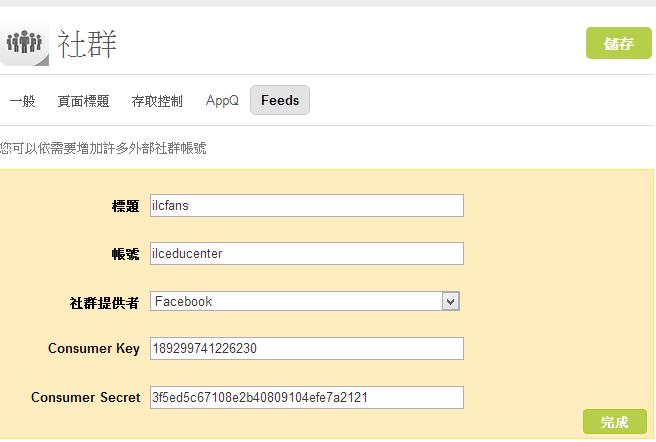 社群
儲存
一般 頁面標題 存取控制 AppQ Feeds
您可以依需要增加許多外部社群帳號
標題 ilcfans
帳號 ilceducenter
社群提供者 Facebook
Consumer Key 189299741226230
Consumer Secret 3f5ed5c67108e2b40809104efe7a2121
完成